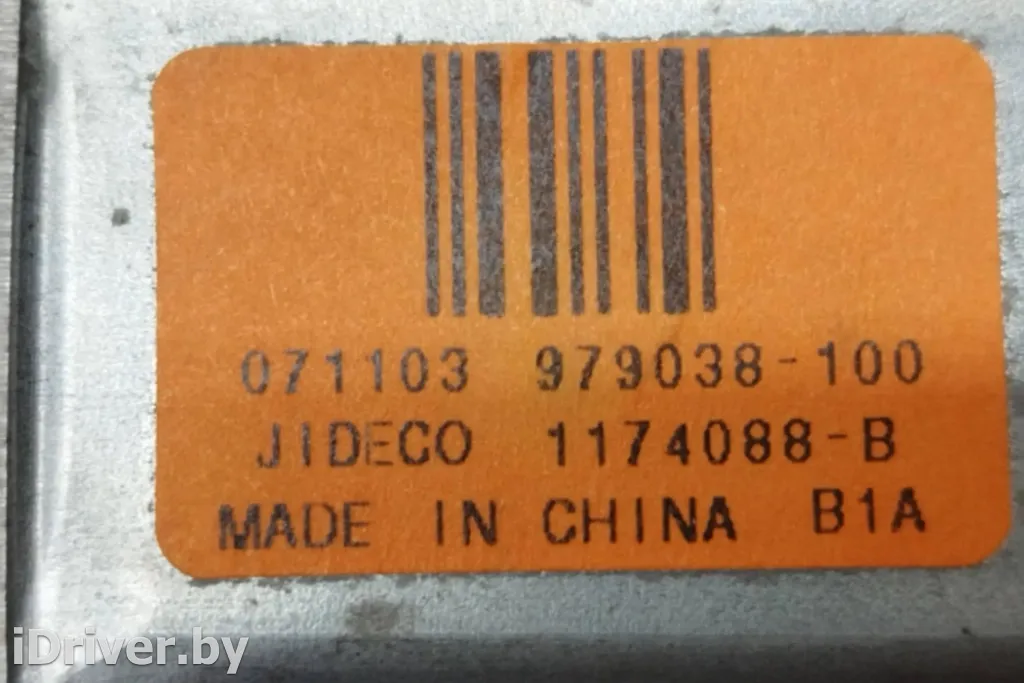 071103 979038-100
JIDECO 1174088-B
MADE IN CHINA B1A
iDriver.by